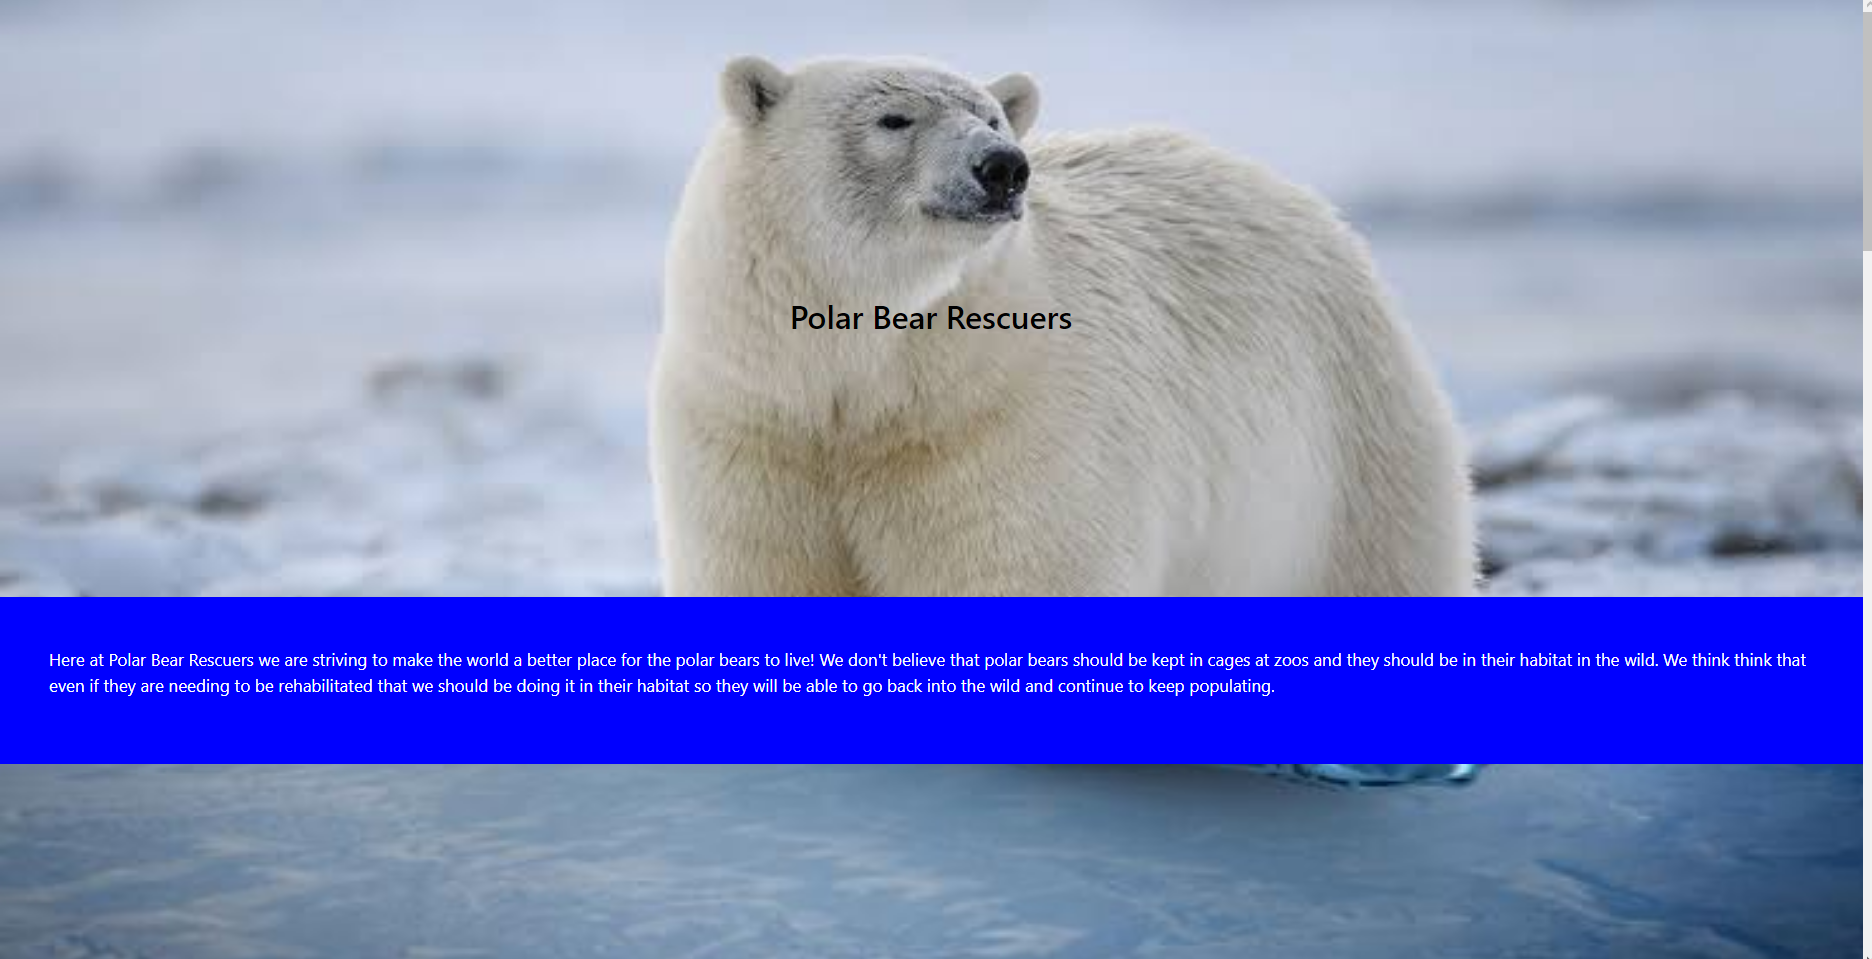 Polar Bear Rescuers
Here at Polar Bear Rescuers we are striving to make the world a better place for the polar bears to live! We don't believe that polar bears should be kept in cages at zoos and they should be in their habitat in the wild. We think think that
even if they are needing to be rehabilitated that we should be doing it in their habitat so they will be able to go back into the wild and continue to keep populating.